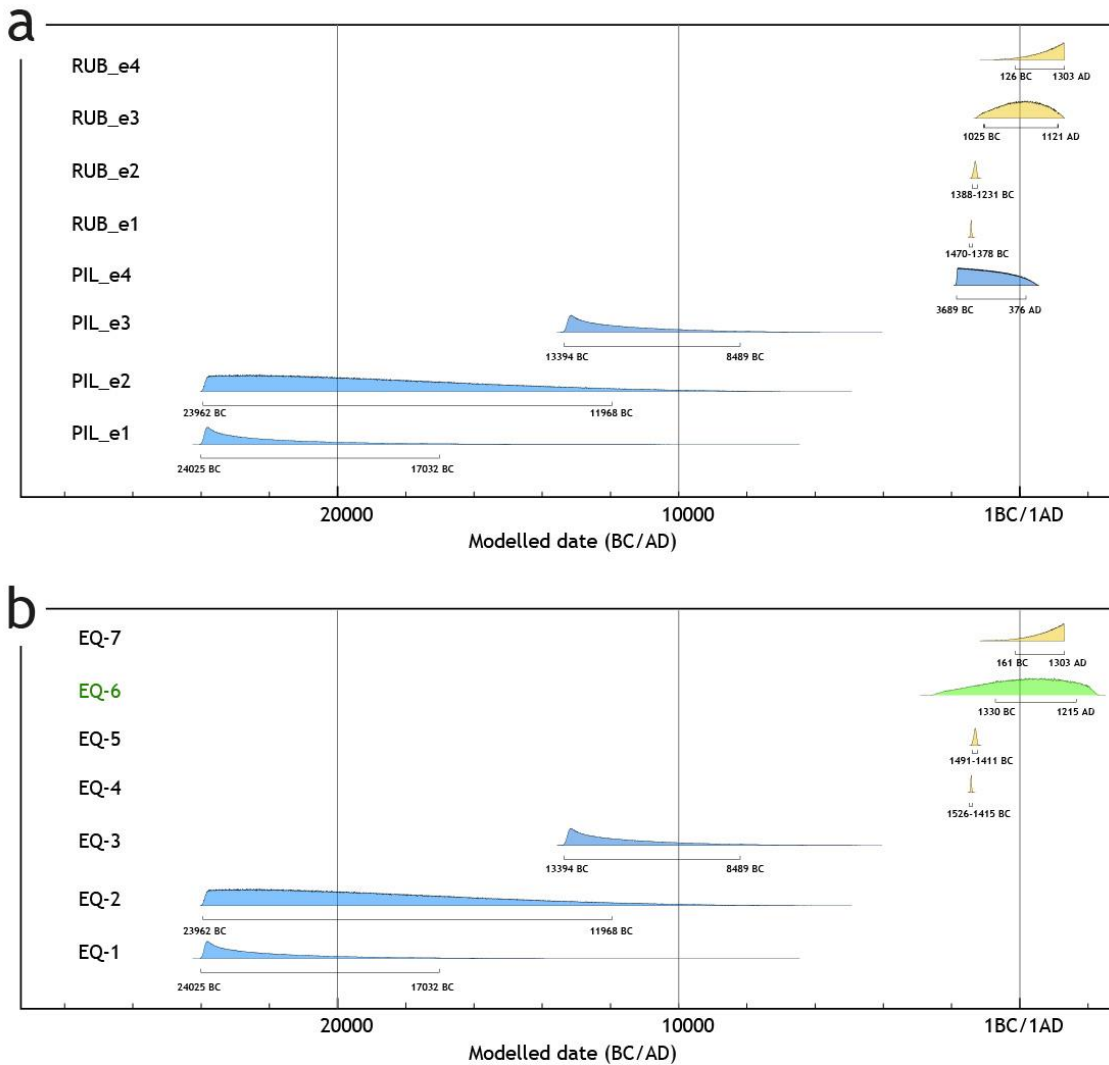 a
RUB_e4
126 BC 1303 AD
RUB_e3
1025 BC 1121 AD
RUB_e2
1388-1231 BC
RUB_e1
1470-1378 BC
PIL_e4
3689 BC 376 AD
PIL_e3
13394 BC 8489 BC
PIL_e2
23962 BC 11968 BC
PIL_e1
24025 BC 17032 BC
20000 10000 1BC/1AD
Modelled date (BC/AD)
b
EQ-7
161 BC 1303 AD
EQ-6
1330 BC 1215 AD
EQ-5
1491-1411 BC
EQ-4
1526-1415 BC
EQ-3
13394 BC 8489 BC
EQ-2
23962 BC 11968 BC
EQ-1
24025 BC 17032 BC
20000 10000 1BC/1AD
Modelled date (BC/AD)